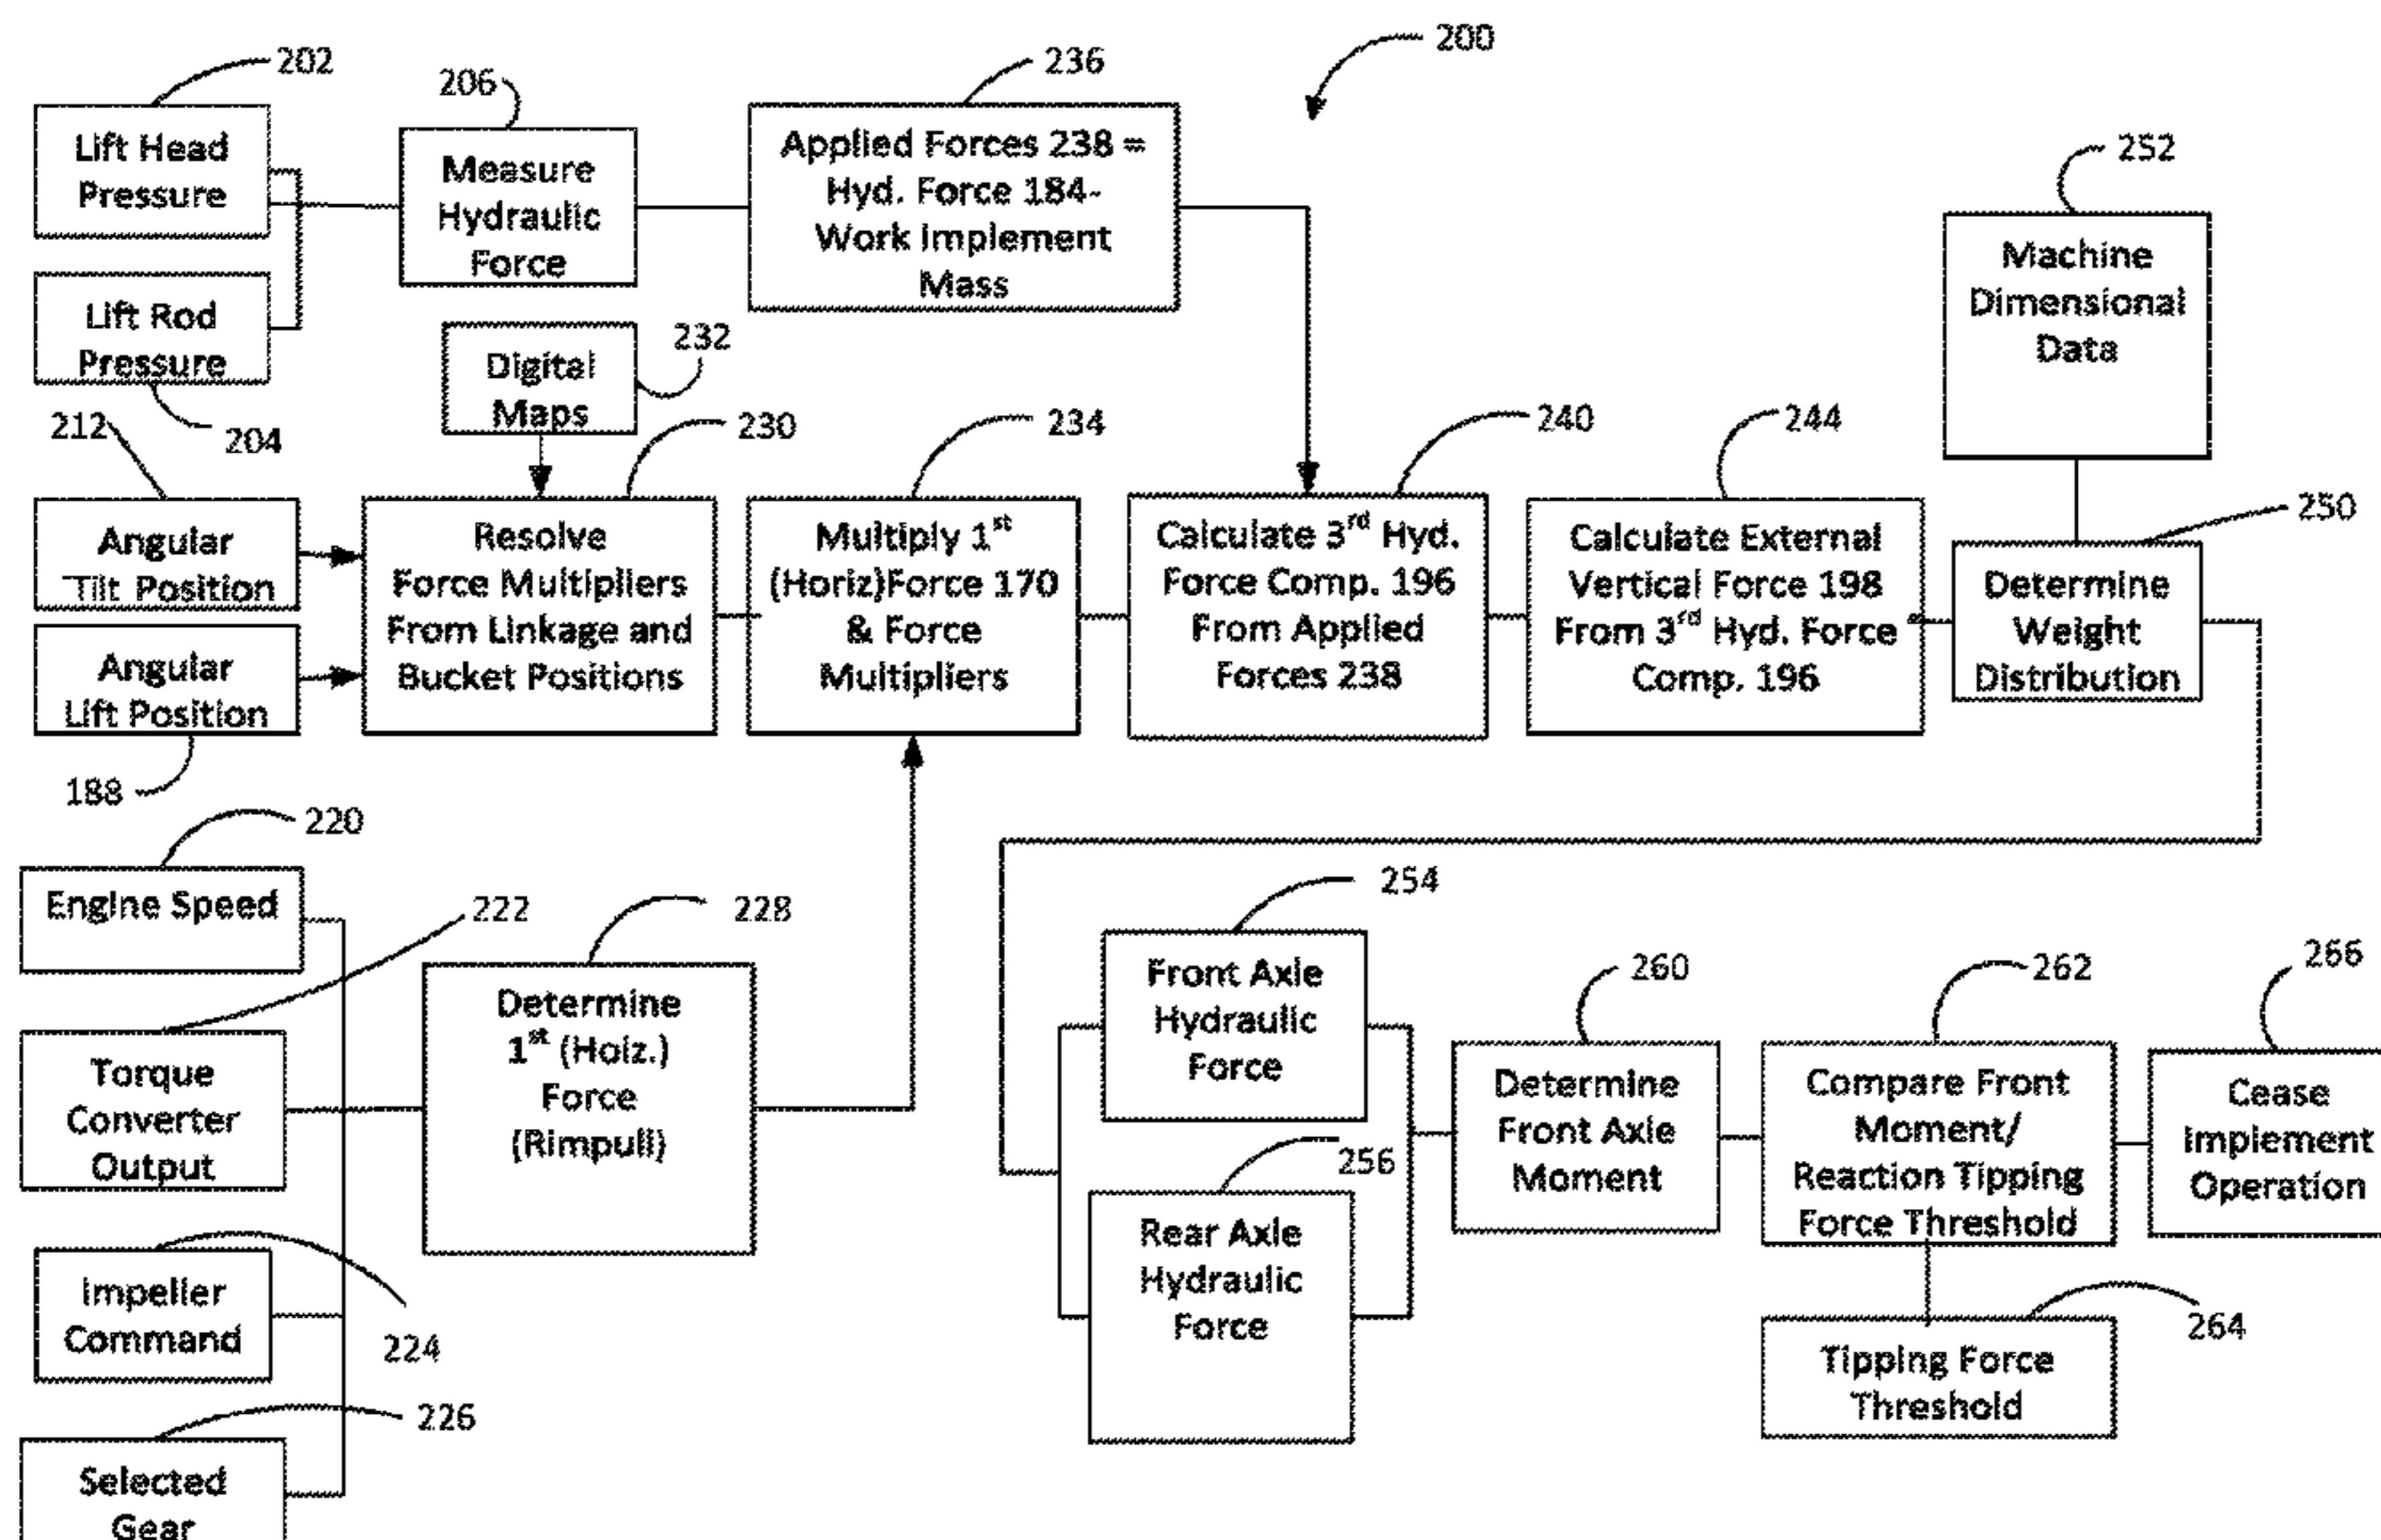 200
202
Lift Head
Pressure
206
Measure
Hydraulic
Force
236
Applied Forces 238 =
Hyd. Force 184-
Work Implement
Mass
252
Machine
Dimensional
Data
Lift Rod
Pressure
204
Digital
Maps
232
212
Angular
Tilt Position
Angular
Lift Position
188
230
Resolve
Force Multipliers
From Linkage and
Bucket Positions
234
Multiply 1st
(Horiz)Force 170
& Force
Multipliers
240
Calculate 3rd Hyd.
Force Comp. 196
From Applied
Forces 238
244
Calculate External
Vertical Force 198
From 3rd Hyd. Force
Comp. 196
250
Determine
Weight
Distribution
220
Engine Speed
222
Torque
Converter
Output
224
Impeller
Command
226
Selected
Gear
228
Determine
1st (Hoiz.)
Force
(Rimpull)
254
Front Axle
Hydraulic
Force
256
Rear Axle
Hydraulic
Force
260
Determine
Front Axle
Moment
262
Compare Front
Moment/
Reaction Tipping
Force Threshold
264
Tipping Force
Threshold
266
Cease
Implement
Operation